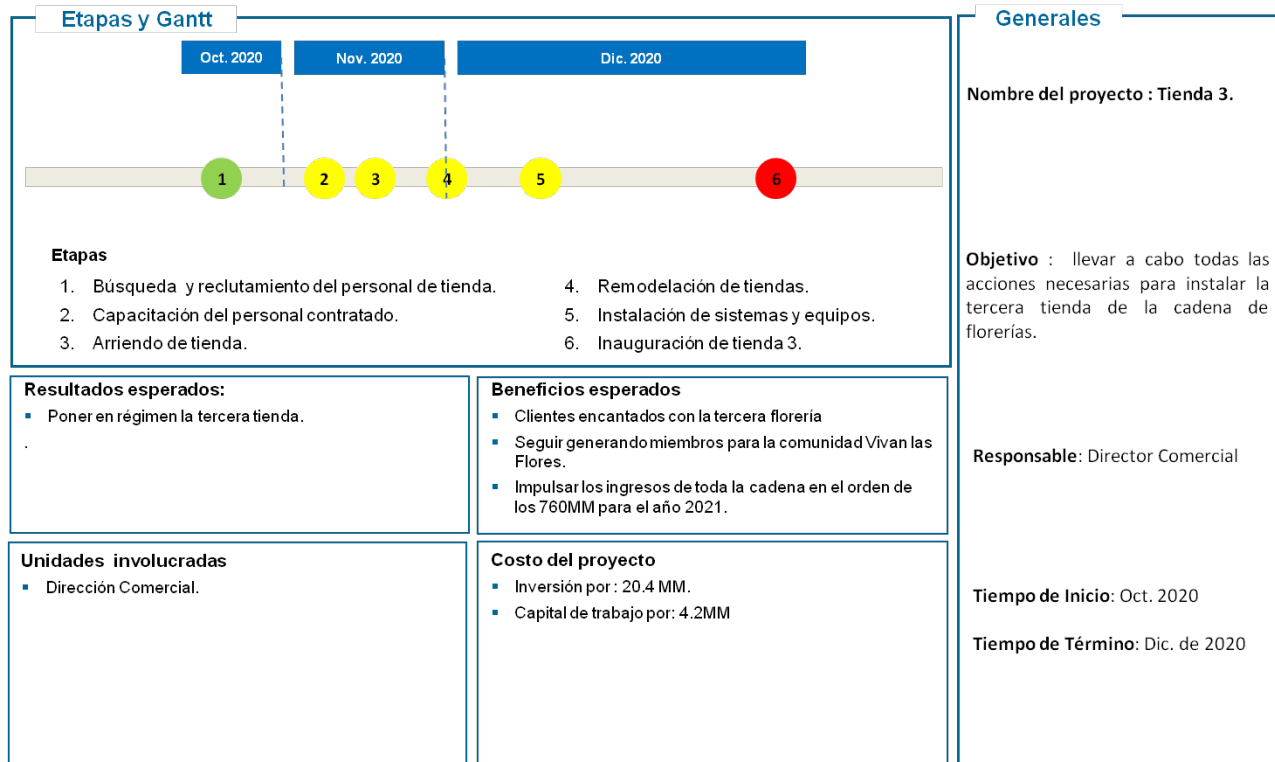 Etapas y Gantt
Oct. 2020
Nov. 2020
Dic. 2020
1
2
3
4
5
6
Etapas
1. Búsqueda y reclutamiento del personal de tienda.
2. Capacitación del personal contratado.
3. Arriendo de tienda.
4. Remodelación de tiendas.
5. Instalación de sistemas y equipos.
6. Inauguración de tienda 3.
Resultados esperados:
▪ Poner en régimen la tercera tienda.
.
Beneficios esperados
▪ Clientes encantados con la tercera florería
▪ Seguir generando miembros para la comunidad Vivan las
Flores.
▪ Impulsar los ingresos de toda la cadena en el orden de
los 760MM para el año 2021.
Unidades involucradas
▪ Dirección Comercial.
Costo del proyecto
▪ Inversión por : 20.4 MM.
▪ Capital de trabajo por: 4.2MM
Generales
Nombre del proyecto : Tienda 3.
Objetivo : llevar a cabo todas las
acciones necesarias para instalar la
tercera tienda de la cadena de
florerías.
Responsable: Director Comercial
Tiempo de Inicio: Oct. 2020
Tiempo de Término: Dic. de 2020